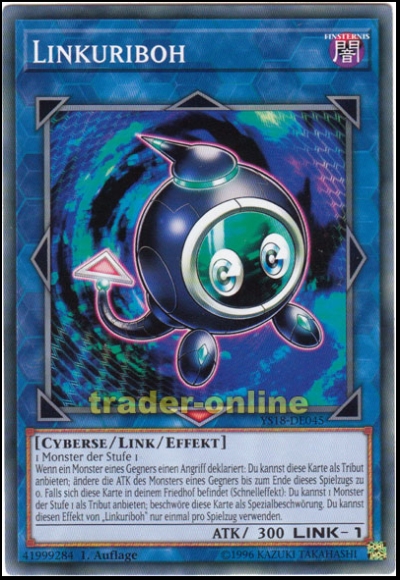 LINKURIBOH
FINSTERNIS
闇
trader-online
YS18-DE045
[CYBERSE/LINK/EFFEKT]
1 Monster der Stufe 1
Wenn ein Monster eines Gegners einen Angriff deklariert: Du kannst diese Karte als Tribut
anbieten; ändere die ATK des Monsters eines Gegners bis zum Ende dieses Spielzugs zu
0. Falls sich diese Karte in deinem Friedhof befindet (Schnelleffekt): Du kannst 1 Monster
der Stufe 1 als Tribut anbieten; beschwöre diese Karte als Spezialbeschwörung. Du kannst
diesen Effekt von „Linkuriboh" nur einmal pro Spielzug verwenden.
ATK/ 300 LINK-1
41999284 1. Auflage ©1996 KAZUKI TAKAHASHI